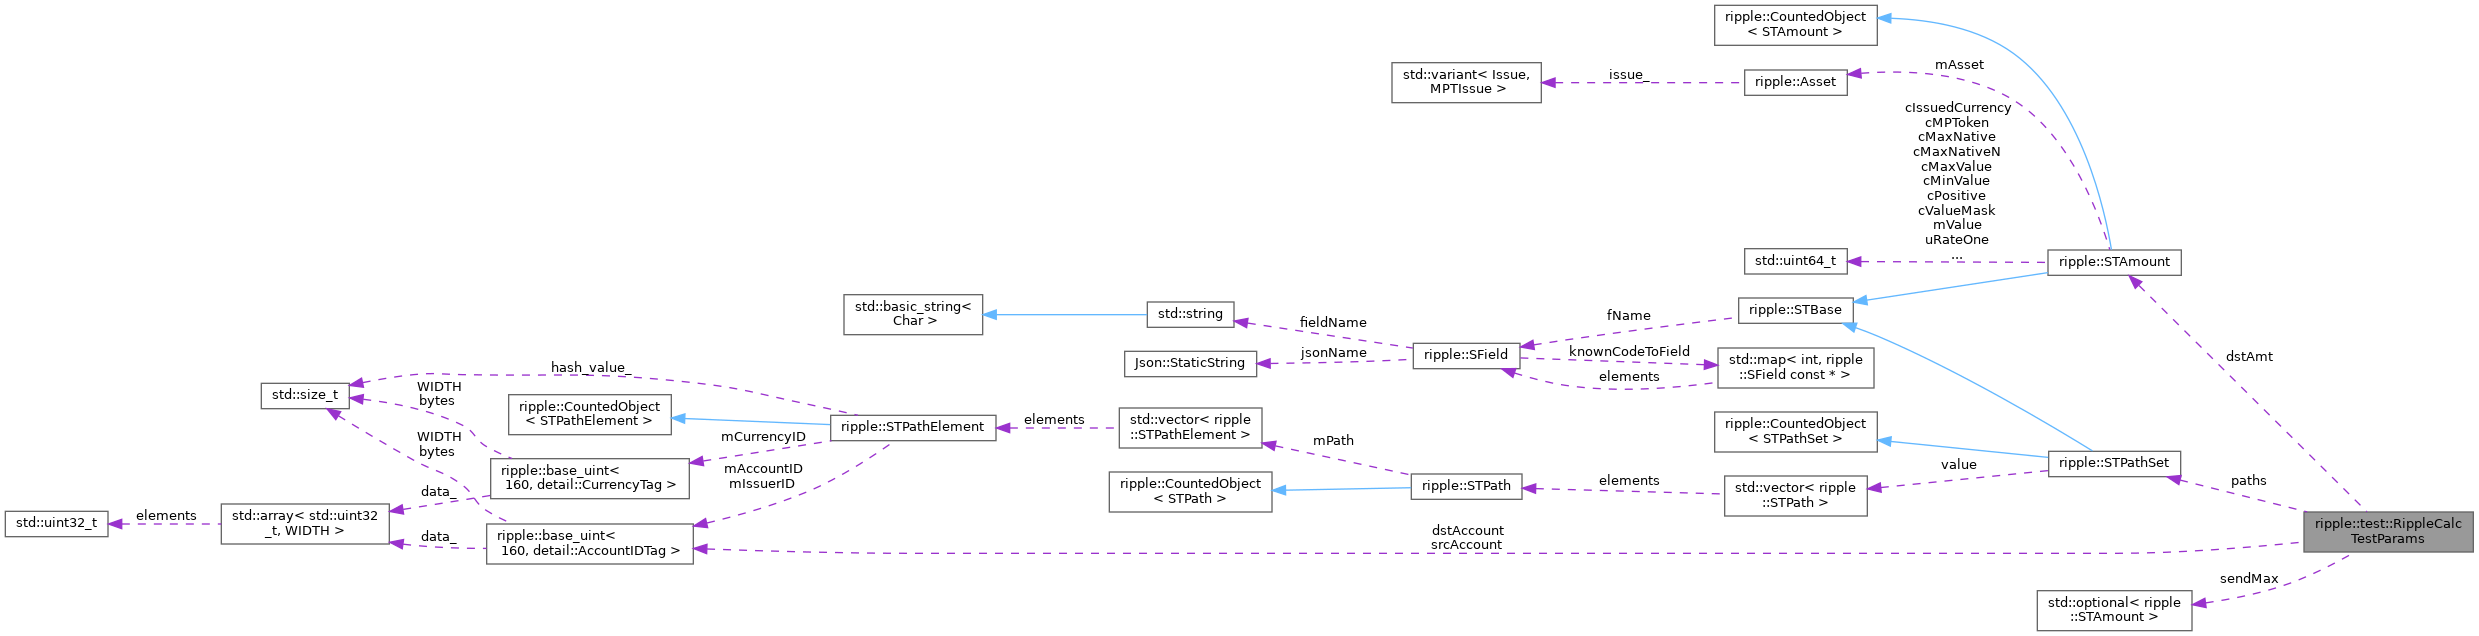 ripple::CountedObject
< STAmount >
std::variant< Issue,
MPTIssue >
issue_
ripple::Asset
mAsset
cIssuedCurrency
cMPToken
cMaxNative
cMaxNativeN
cMaxValue
cMinValue
cPositive
cValueMask
mValue
uRateOne
...
std::uint64_t
ripple::STAmount
std::basic_string<
Char >
std::string
fieldName
jsonName
Json::StaticString
ripple::SField
fName
ripple::STBase
knownCodeToField
elements
std::map< int, ripple
::SField const * >
dstAmt
hash_value_
std::size_t
WIDTH
bytes
WIDTH
bytes
ripple::CountedObject
< STPathElement >
ripple::STPathElement
mCurrencyID
mAccountID
mIssuerID
elements
std::vector< ripple
::STPathElement >
mPath
ripple::CountedObject
< STPathSet >
ripple::STPathSet
value
paths
ripple::CountedObject
< STPath >
ripple::STPath
elements
std::vector< ripple
::STPath >
ripple::base_uint<
160, detail::CurrencyTag >
data_
std::uint32_t
elements
std::array< std::uint32
_t, WIDTH >
data_
ripple::base_uint<
160, detail::AccountIDTag >
dstAccount
srcAccount
ripple::test::RippleCalc
TestParams
sendMax
std::optional< ripple
::STAmount >